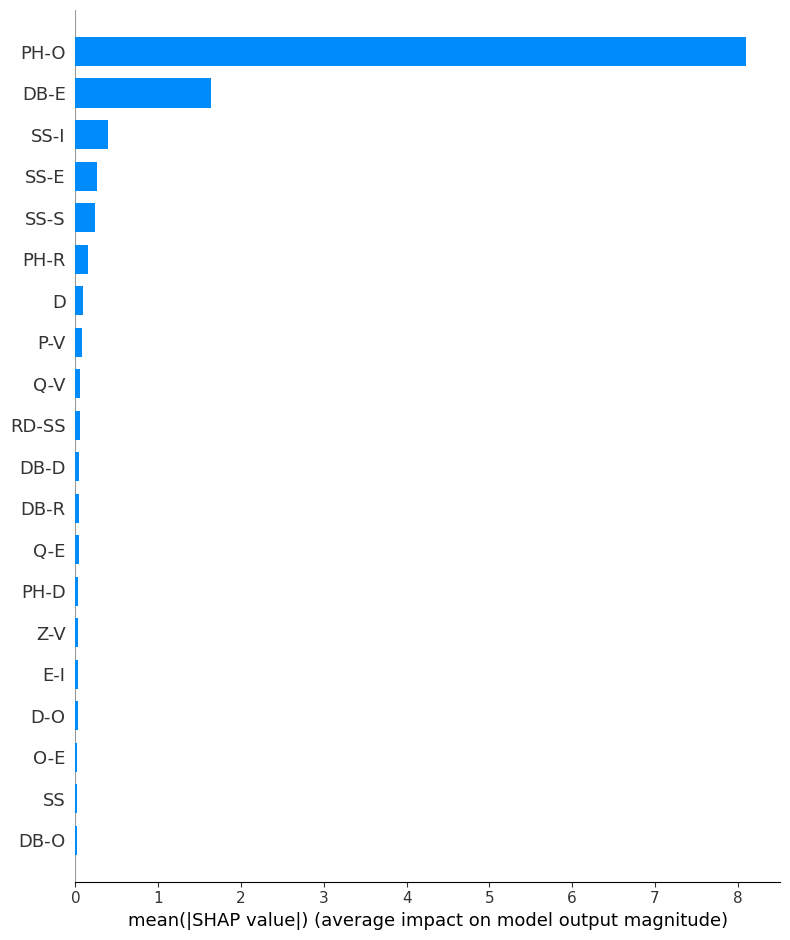 PH-O
DB-E
SS-I
SS-E
SS-S
PH-R
D
P-V
Q-V
RD-SS
DB-D
DB-R
Q-E
PH-D
Z-V
E-I
D-O
O-E
SS
DB-O
0 1 2 3 4 5 6 7 8
mean(|SHAP value|) (average impact on model output magnitude)